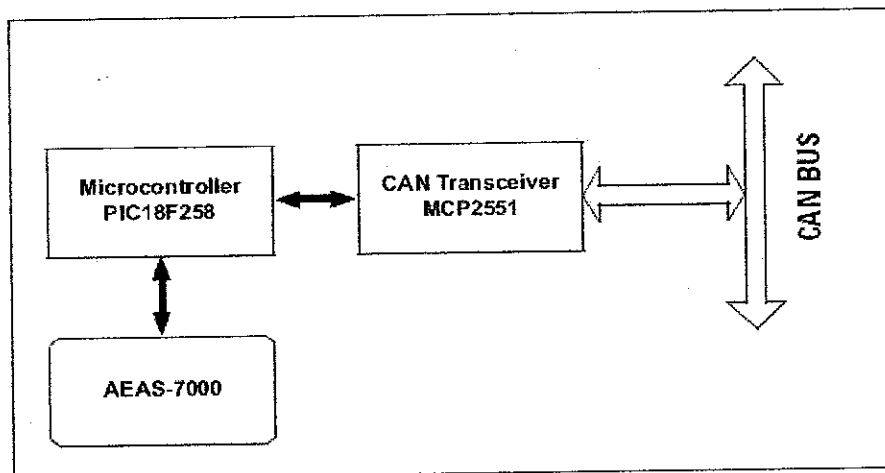 Microcontroller
PIC18F258
CAN Transceiver
MCP2551
CAN BUS
AEAS-7000